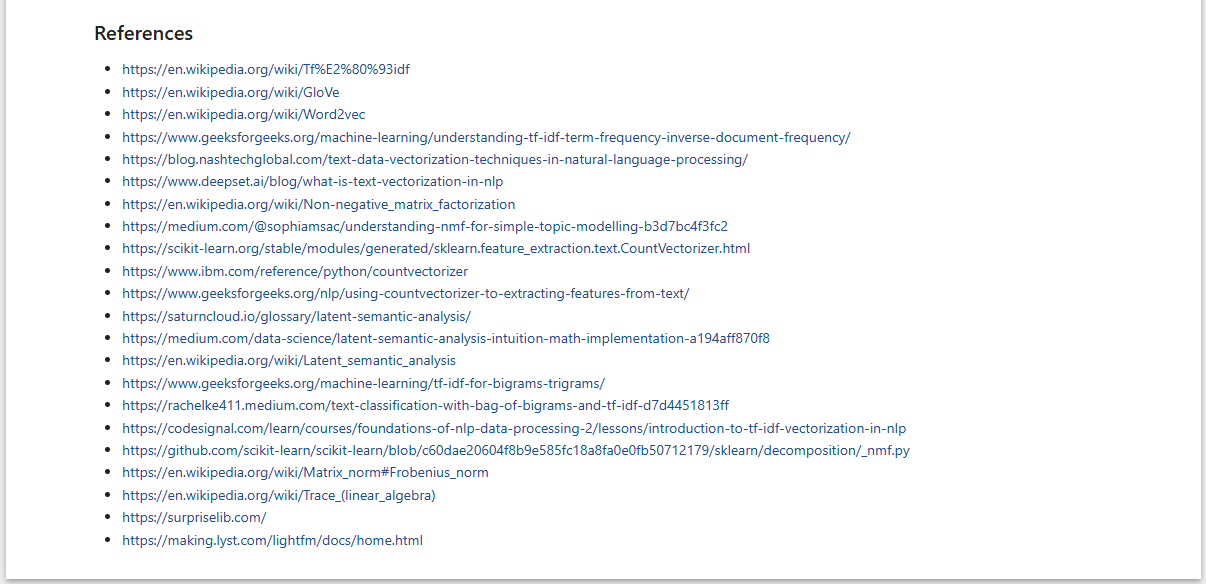 References
https://en.wikipedia.org/wiki/Tf%E2%80%93idf
https://en.wikipedia.org/wiki/GloVe
https://en.wikipedia.org/wiki/Word2vec
https://www.geeksforgeeks.org/machine-learning/understanding-tf-idf-term-frequency-inverse-document-frequency/
https://blog.nashtechglobal.com/text-data-vectorization-techniques-in-natural-language-processing/
https://www.deepset.ai/blog/what-is-text-vectorization-in-nlp
https://en.wikipedia.org/wiki/Non-negative_matrix_factorization
https://medium.com/@sophiamsac/understanding-nmf-for-simple-topic-modelling-b3d7bc4f3fc2
https://scikit-learn.org/stable/modules/generated/sklearn.feature_extraction.text.CountVectorizer.html
https://www.ibm.com/reference/python/countvectorizer
https://www.geeksforgeeks.org/nlp/using-countvectorizer-to-extracting-features-from-text/
https://saturncloud.io/glossary/latent-semantic-analysis/
https://medium.com/data-science/latent-semantic-analysis-intuition-math-implementation-a194aff870f8
https://en.wikipedia.org/wiki/Latent_semantic_analysis
https://www.geeksforgeeks.org/machine-learning/tf-idf-for-bigrams-trigrams/
https://rachelke411.medium.com/text-classification-with-bag-of-bigrams-and-tf-idf-d7d4451813ff
https://codesignal.com/learn/courses/foundations-of-nlp-data-processing-2/lessons/introduction-to-tf-idf-vectorization-in-nlp
https://github.com/scikit-learn/scikit-learn/blob/c60dae20604f8b9e585fc18a8fa0e0fb50712179/sklearn/decomposition/_nmf.py
https://en.wikipedia.org/wiki/Matrix_norm#Frobenius_norm
https://en.wikipedia.org/wiki/Trace_(linear_algebra)
https://surpriselib.com/
https://making.lyst.com/lightfm/docs/home.html